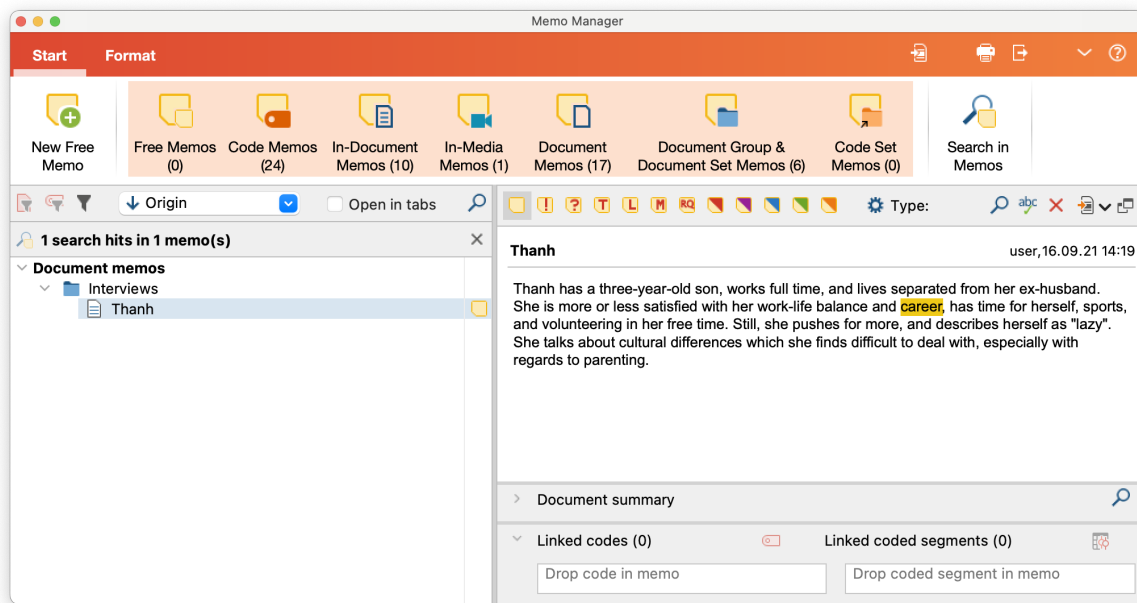 Memo Manager
Start Format
New Free Memo
Free Memos (0)
Code Memos (24)
In-Document Memos (10)
In-Media Memos (1)
Document Memos (17)
Document Group & Document Set Memos (6)
Code Set Memos (0)
Search in Memos
Origin
Open in tabs
! ? T L M RQ
Type:
abc
1 search hits in 1 memo(s)
Document memos
Interviews
Thanh
Thanh
user,16.09.21 14:19
Thanh has a three-year-old son, works full time, and lives separated from her ex-husband.
She is more or less satisfied with her work-life balance and career, has time for herself, sports,
and volunteering in her free time. Still, she pushes for more, and describes herself as "lazy".
She talks about cultural differences which she finds difficult to deal with, especially with
regards to parenting.
Document summary
Linked codes (0)
Linked coded segments (0)
Drop code in memo
Drop coded segment in memo